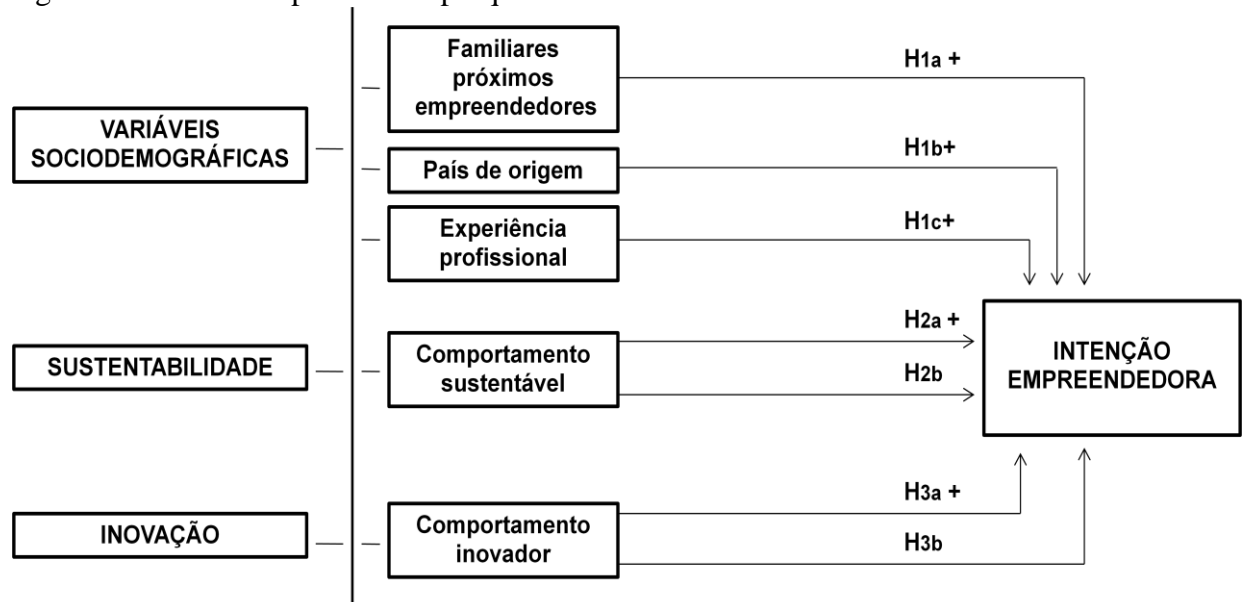 Familiares
próximos
empreendedores
H1a +
VARIÁVEIS
SOCIODEMOGRÁFICAS
País de origem
H1b+
Experiência
profissional
H1c+
SUSTENTABILIDADE
Comportamento
sustentável
H2a +
H2b
INTENÇÃO
EMPREENDEDORA
INOVAÇÃO
Comportamento
inovador
H3a +
H3b